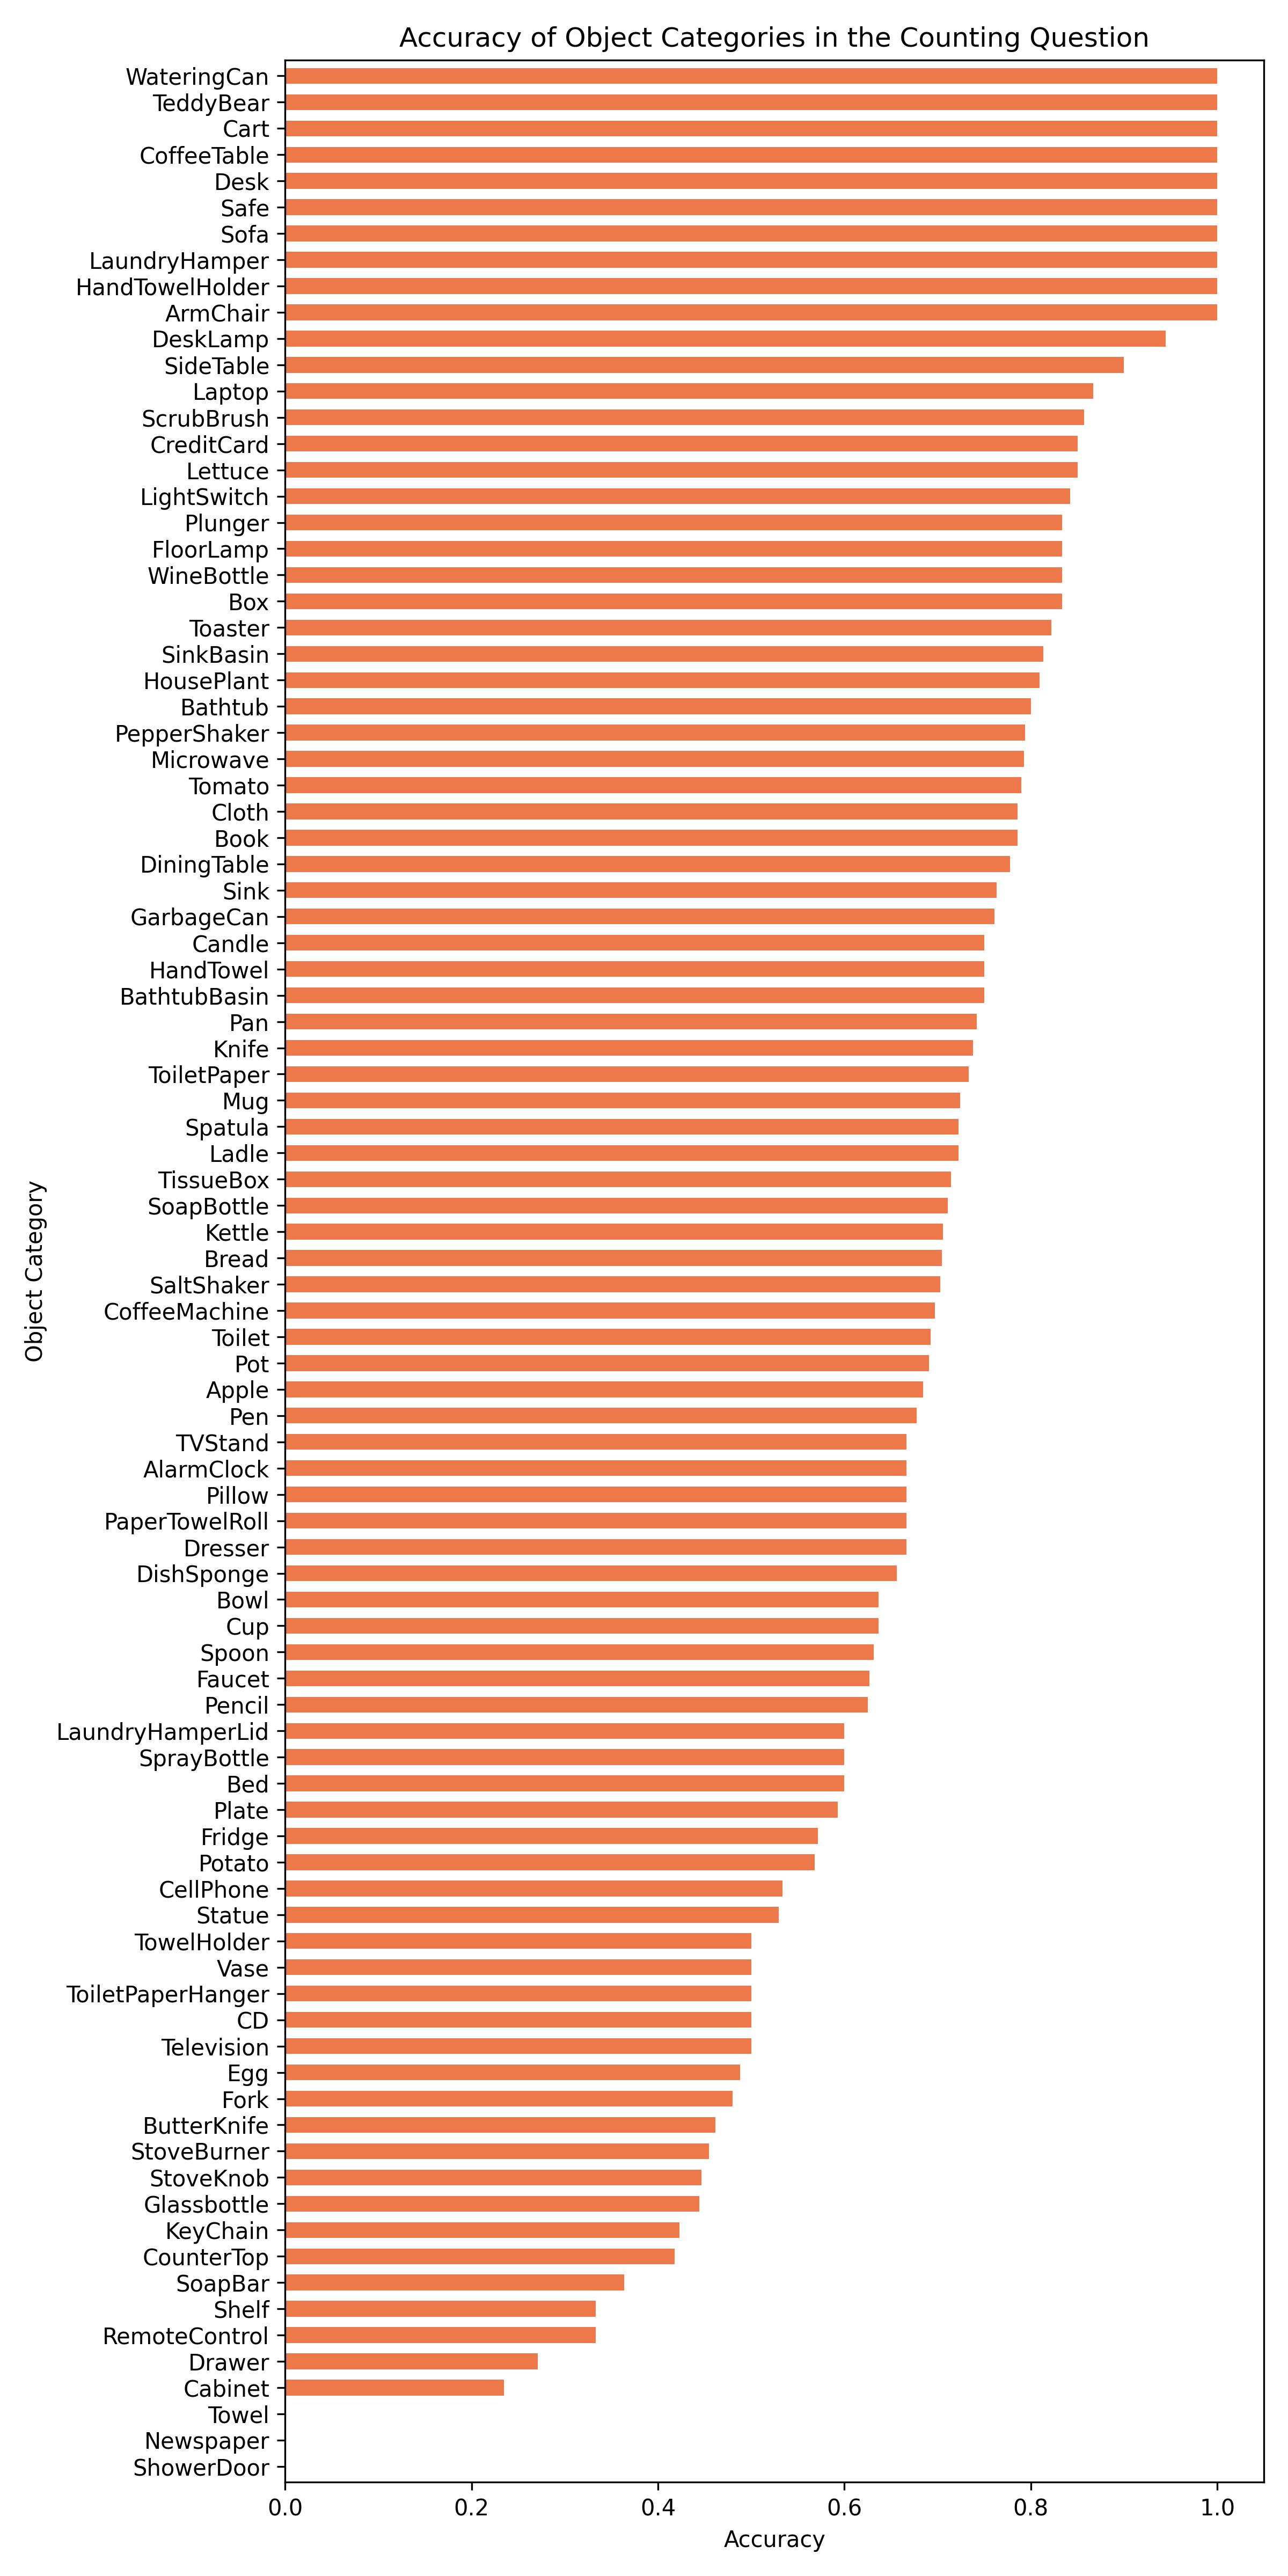 Accuracy of Object Categories in the Counting Question
WateringCan
TeddyBear
Cart
CoffeeTable
Desk
Safe
Sofa
LaundryHamper
HandTowelHolder
ArmChair
DeskLamp
SideTable
Laptop
ScrubBrush
CreditCard
Lettuce
LightSwitch
Plunger
FloorLamp
WineBottle
Box
Toaster
SinkBasin
HousePlant
Bathtub
PepperShaker
Microwave
Tomato
Cloth
Book
DiningTable
Sink
GarbageCan
Candle
HandTowel
BathtubBasin
Pan
Knife
ToiletPaper
Mug
Spatula
Ladle
TissueBox
SoapBottle
Kettle
Bread
SaltShaker
CoffeeMachine
Toilet
Pot
Apple
Pen
TVStand
AlarmClock
Pillow
PaperTowelRoll
Dresser
DishSponge
Bowl
Cup
Spoon
Faucet
Pencil
LaundryHamperLid
SprayBottle
Bed
Plate
Fridge
Potato
CellPhone
Statue
TowelHolder
Vase
ToiletPaperHanger
CD
Television
Egg
Fork
ButterKnife
StoveBurner
StoveKnob
Glassbottle
KeyChain
CounterTop
SoapBar
Shelf
RemoteControl
Drawer
Cabinet
Towel
Newspaper
ShowerDoor
Object Category
0.0 0.2 0.4 0.6 0.8 1.0
Accuracy